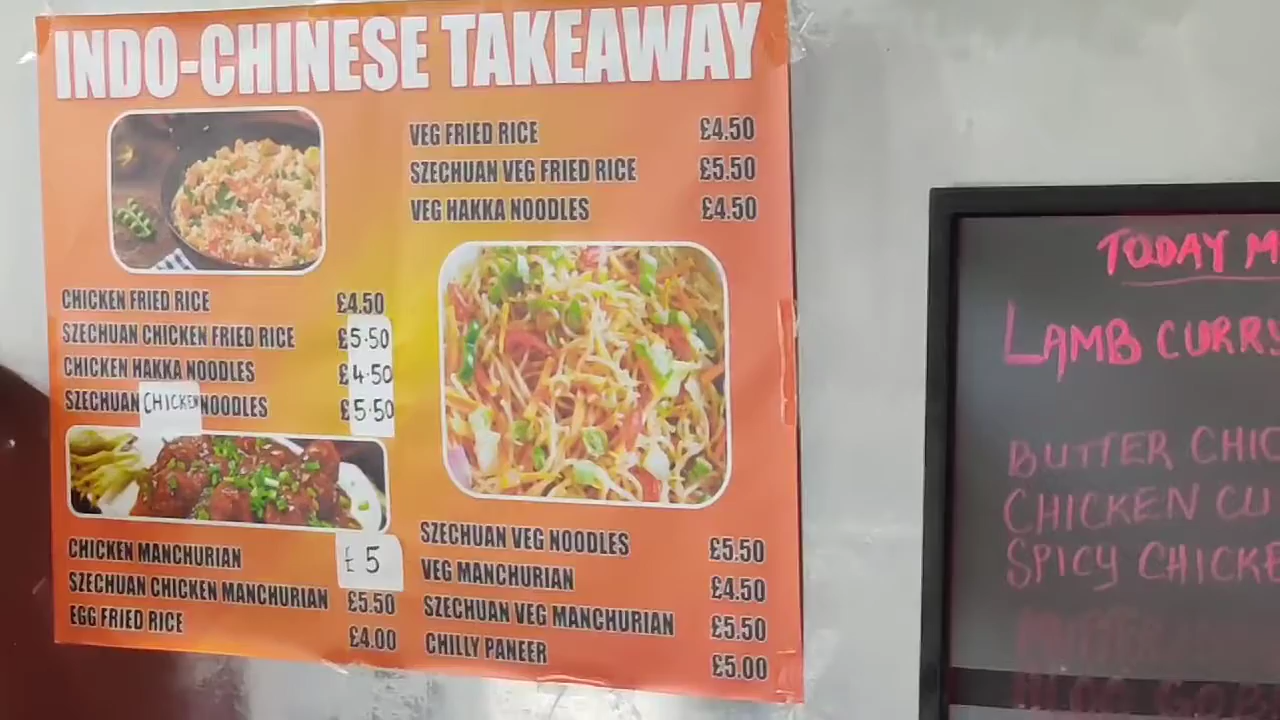 INDO-CHINESE TAKEAWAY
VEG FRIED RICE £4.50
SZECHUAN VEG FRIED RICE £5.50
VEG HAKKA NOODLES £4.50
CHICKEN FRIED RICE £4.50
SZECHUAN CHICKEN FRIED RICE £5.50
CHICKEN HAKKA NOODLES £4.50
SZECHUAN CHICKEN NOODLES £5.50
CHICKEN MANCHURIAN £5
SZECHUAN CHICKEN MANCHURIAN £5.50
EGG FRIED RICE £4.00
SZECHUAN VEG NOODLES £5.50
VEG MANCHURIAN £4.50
SZECHUAN VEG MANCHURIAN £5.50
CHILLY PANEER £5.00
TODAY M
LAMB CURRY
BUTTER CHIC
CHICKEN CU
SPICY CHICKE